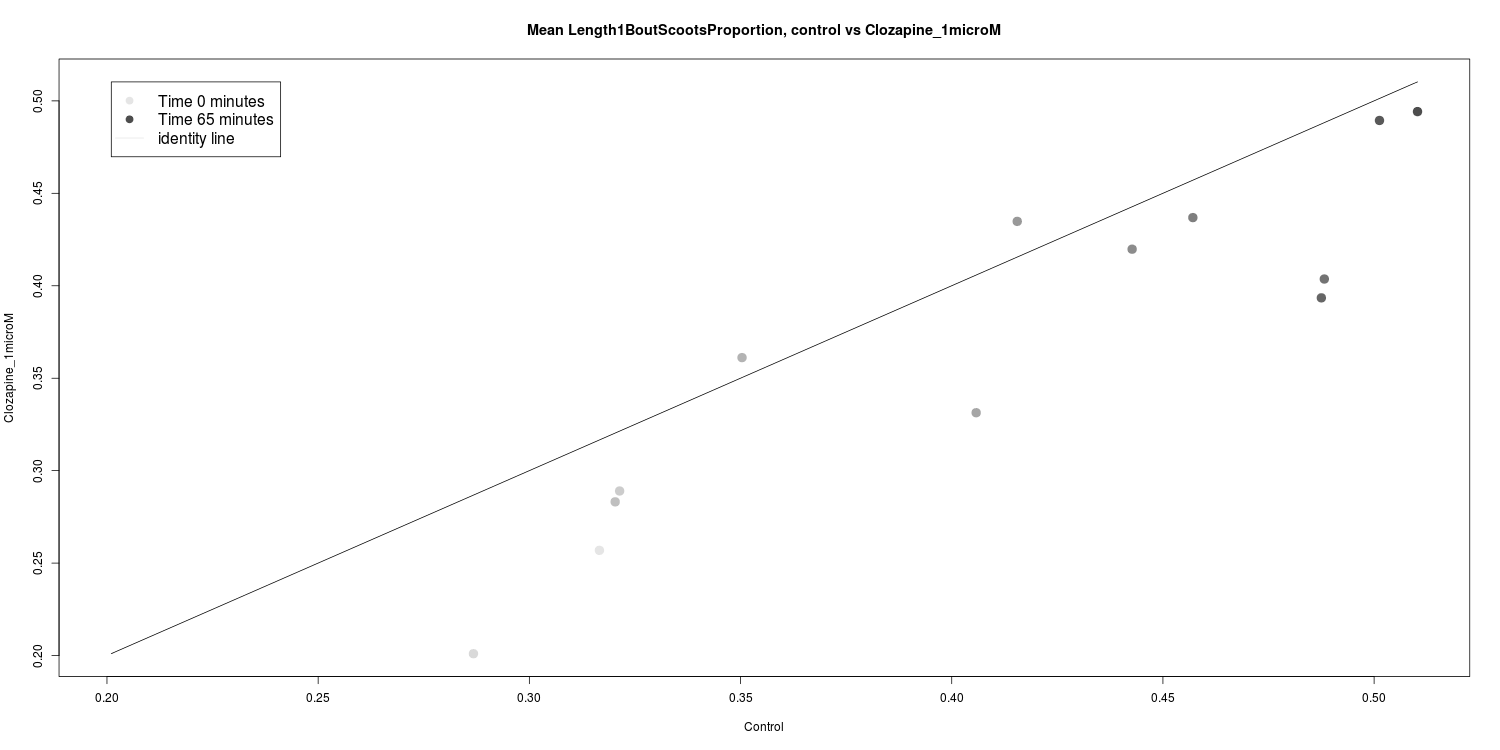 Mean Length1BoutScootsProportion, control vs Clozapine_1microM
Time 0 minutes
Time 65 minutes
identity line
Clozapine_1microM
0.50
0.45
0.40
0.35
0.30
0.25
0.20
0.20 0.25 0.30 0.35 0.40 0.45 0.50
Control